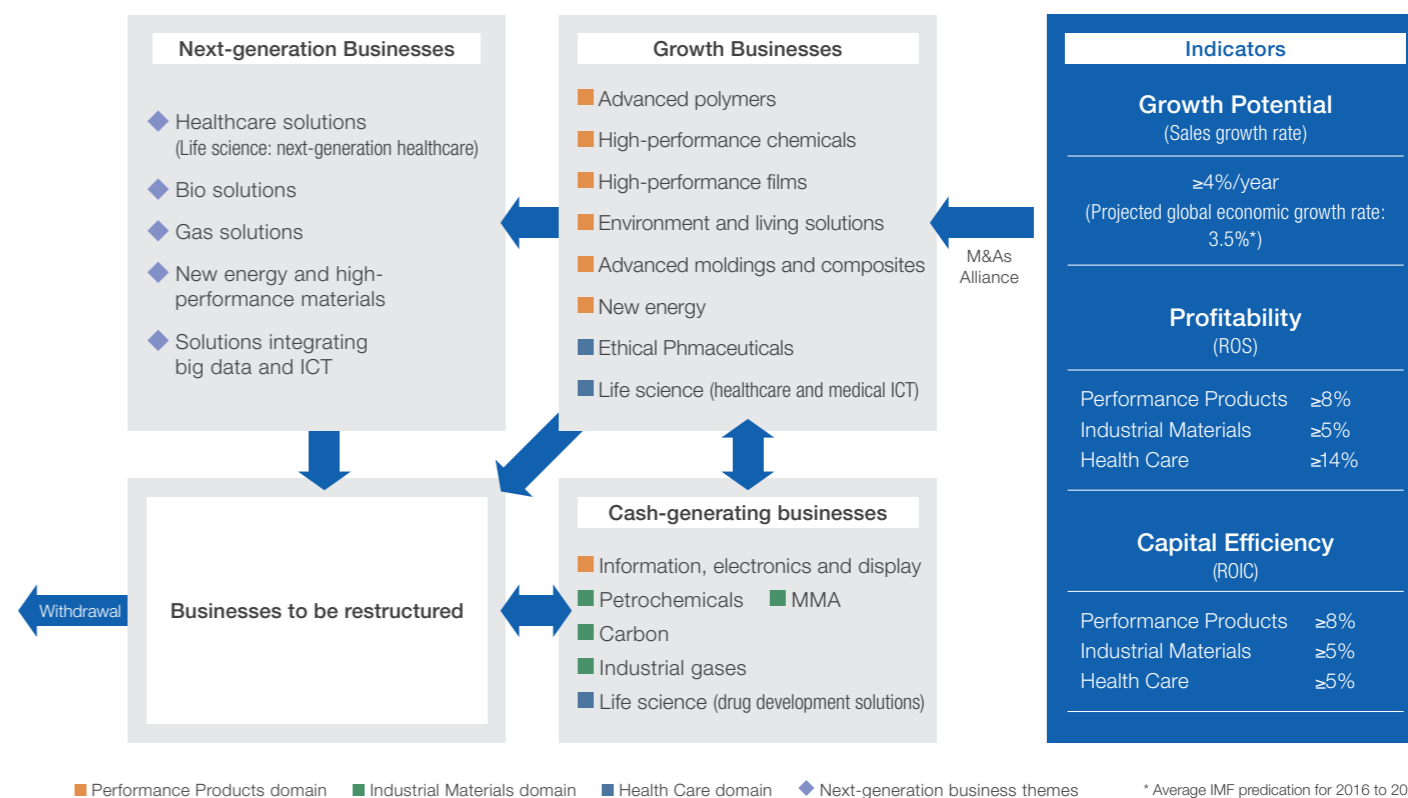 Next-generation Businesses
Healthcare solutions
(Life science: next-generation healthcare)
Bio solutions
Gas solutions
New energy and high-
performance materials
Solutions integrating
big data and ICT
Growth Businesses
Advanced polymers
High-performance chemicals
High-performance films
Environment and living solutions
Advanced moldings and composites
New energy
Ethical Phmaceuticals
Life science (healthcare and medical ICT)
M&As
Alliance
Withdrawal
Businesses to be restructured
Cash-generating businesses
Information, electronics and display
Petrochemicals MMA
Carbon
Industrial gases
Life science (drug development solutions)
Indicators
Growth Potential
(Sales growth rate)
≥4%/year
(Projected global economic growth rate:
3.5%*)
Profitability
(ROS)
Performance Products ≥8%
Industrial Materials ≥5%
Health Care ≥14%
Capital Efficiency
(ROIC)
Performance Products ≥8%
Industrial Materials ≥5%
Health Care ≥5%
Performance Products domain Industrial Materials domain Health Care domain Next-generation business themes
* Average IMF predication for 2016 to